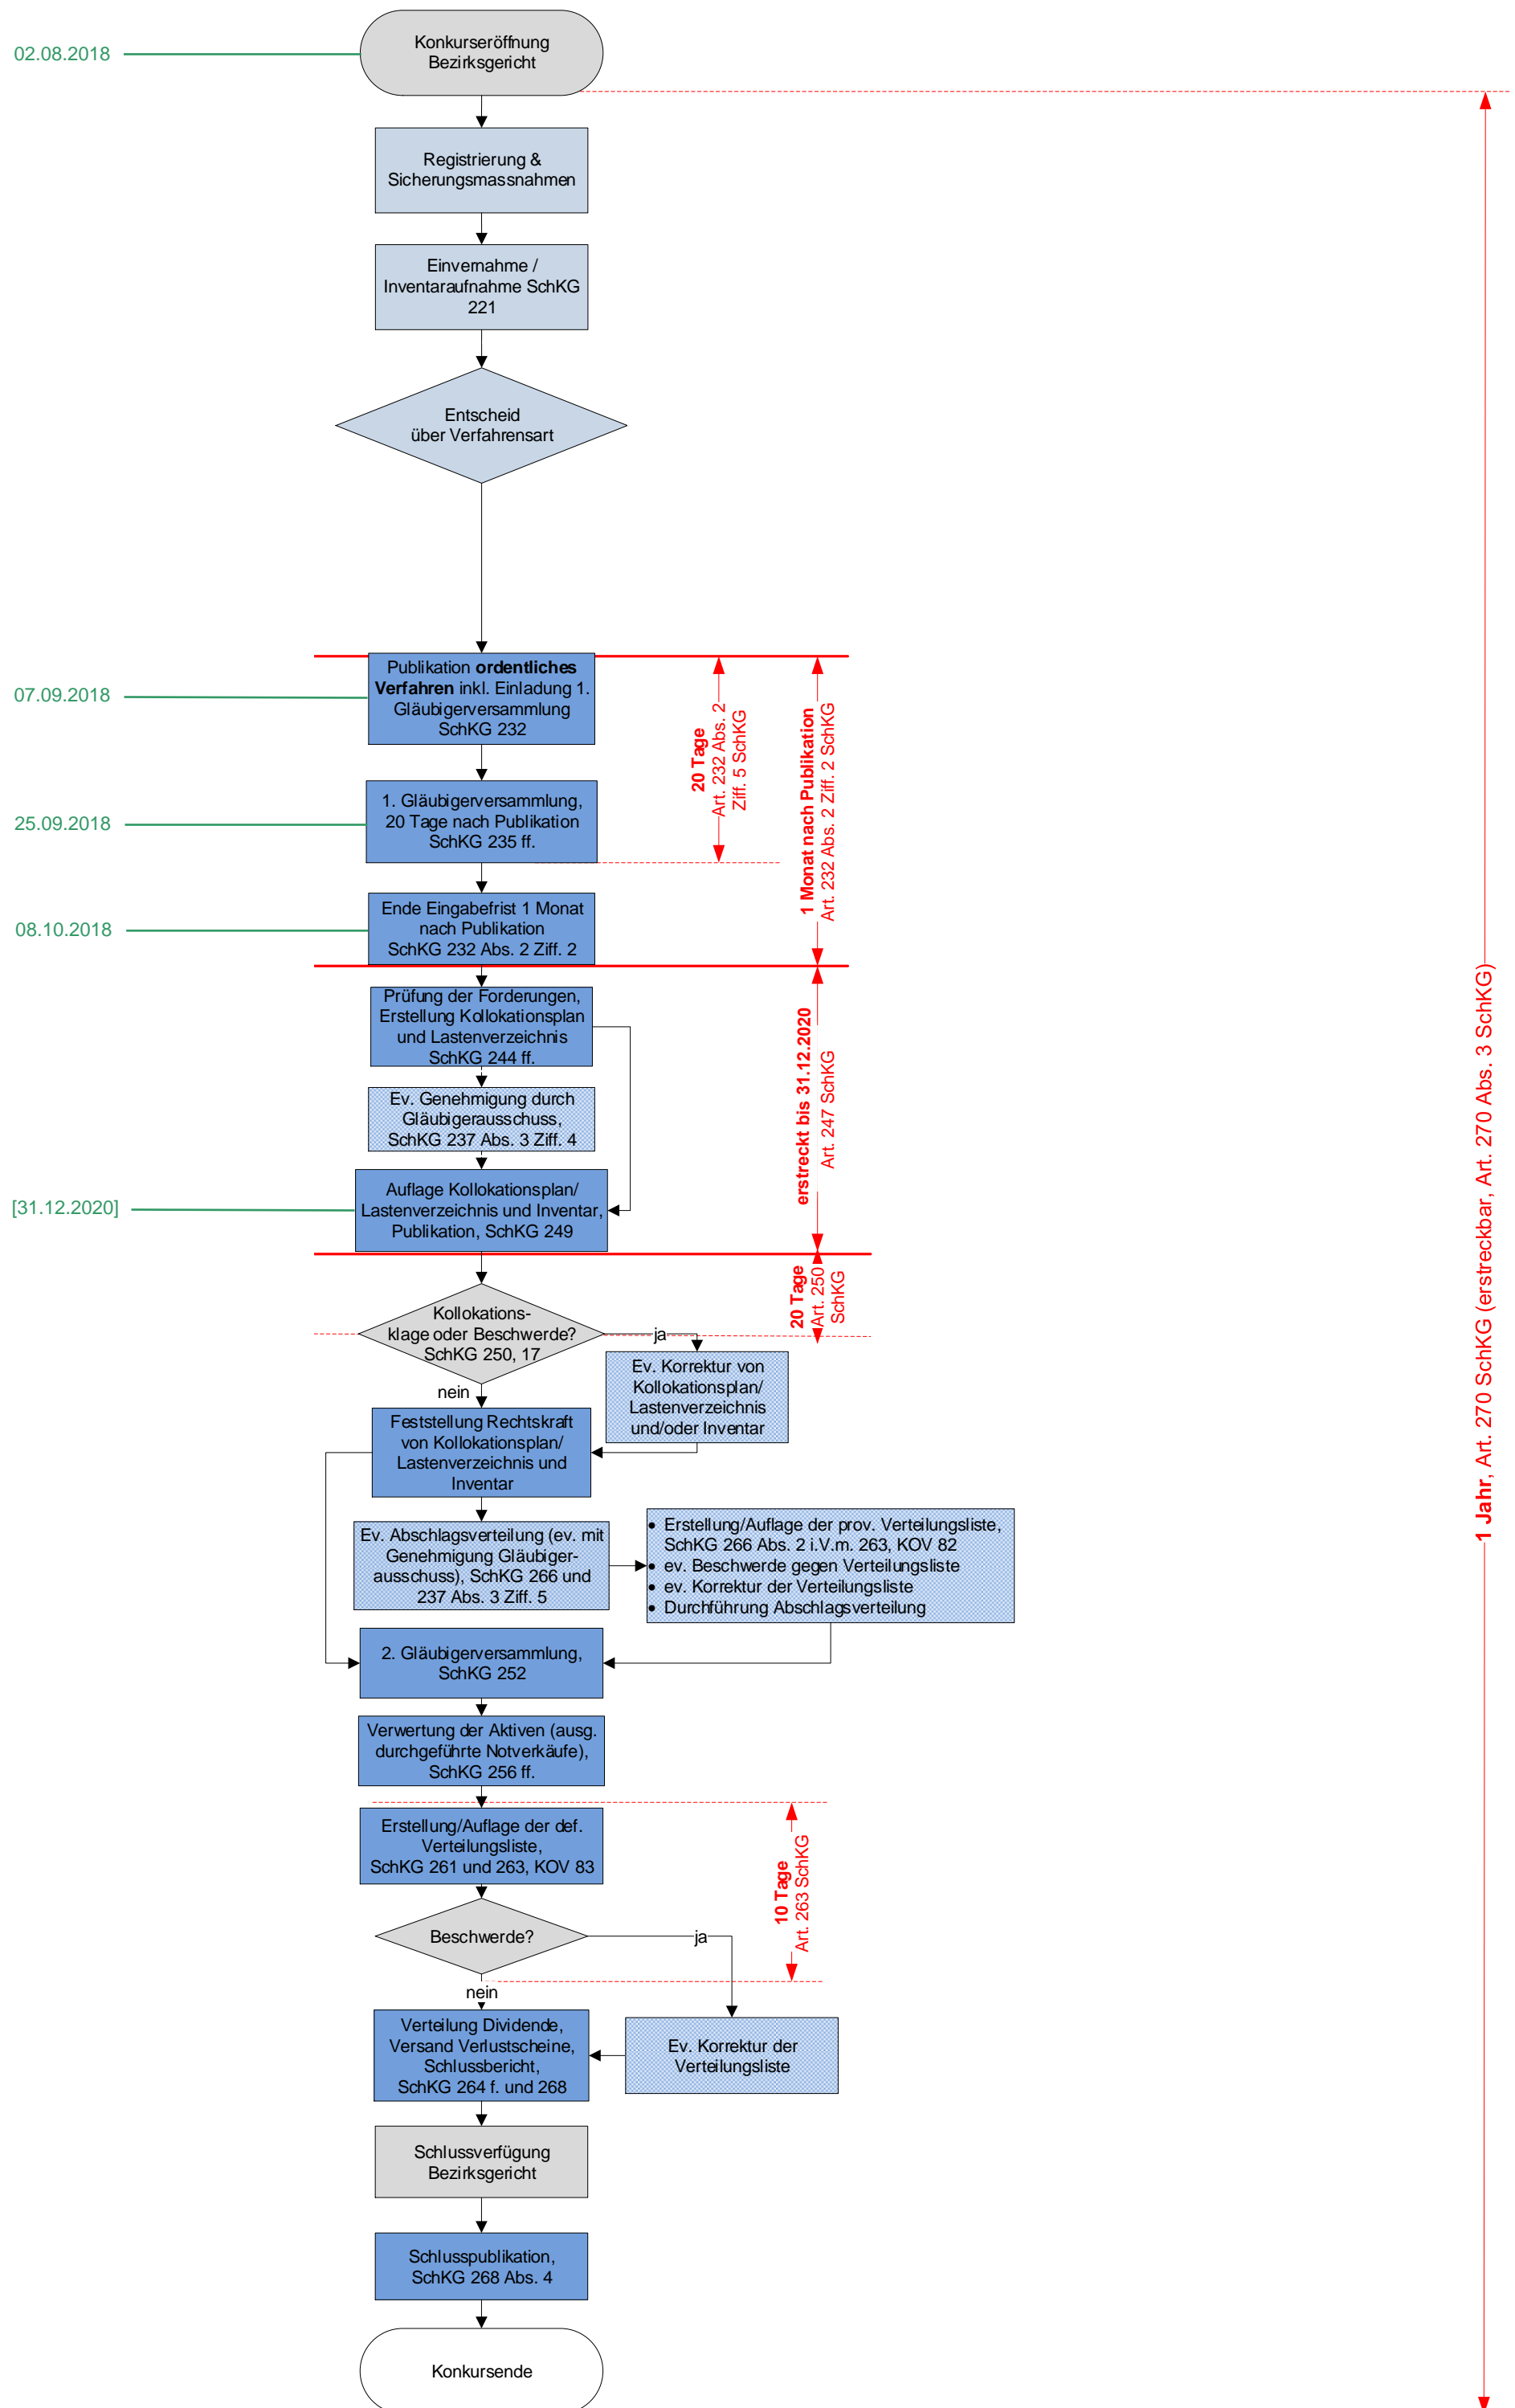 02.08.2018
Konkurseröffnung
Bezirksgericht
Registrierung &
Sicherungsmassnahmen
Einvernahme /
Inventaraufnahme SchKG
221
Entscheid
über Verfahrensart
07.09.2018
Publikation ordentliches
Verfahren inkl. Einladung 1.
Gläubigerversammlung
SchKG 232
20 Tage
Art. 232 Abs. 2
Ziff. 5 SchKG
1 Monat nach Publikation
Art. 232 Abs. 2 Ziff. 2 SchKG
25.09.2018
1. Gläubigerversammlung,
20 Tage nach Publikation
SchKG 235 ff.
08.10.2018
Ende Eingabefrist 1 Monat
nach Publikation
SchKG 232 Abs. 2 Ziff. 2
Prüfung der Forderungen,
Erstellung Kollokationsplan
und Lastenverzeichnis
SchKG 244 ff.
erstreckt bis 31.12.2020
Art. 247 SchKG
Ev. Genehmigung durch
Gläubigerausschuss,
SchKG 237 Abs. 3 Ziff. 4
[31.12.2020]
Auflage Kollokationsplan/
Lastenverzeichnis und Inventar,
Publikation, SchKG 249
1 Jahr, Art. 270 SchKG (erstreckbar, Art. 270 Abs. 3 SchKG)
20 Tage
Art. 250
SchKG
Kollokations-
klage oder Beschwerde?
SchKG 250, 17
ja
nein
Ev. Korrektur von
Kollokationsplan/
Lastenverzeichnis
und/oder Inventar
Feststellung Rechtskraft
von Kollokationsplan/
Lastenverzeichnis und
Inventar
Ev. Abschlagsverteilung (ev. mit
Genehmigung Gläubiger-
ausschuss), SchKG 266 und
237 Abs. 3 Ziff. 5
• Erstellung/Auflage der prov. Verteilungsliste,
SchKG 266 Abs. 2 i.V.m. 263, KOV 82
• ev. Beschwerde gegen Verteilungsliste
• ev. Korrektur der Verteilungsliste
• Durchführung Abschlagsverteilung
2. Gläubigerversammlung,
SchKG 252
Verwertung der Aktiven (ausg.
durchgeführte Notverkäufe),
SchKG 256 ff.
Erstellung/Auflage der def.
Verteilungsliste,
SchKG 261 und 263, KOV 83
10 Tage
Art. 263 SchKG
Beschwerde?
ja
nein
Verteilung Dividende,
Versand Verlustscheine,
Schlussbericht,
SchKG 264 f. und 268
Ev. Korrektur der
Verteilungsliste
Schlussverfügung
Bezirksgericht
Schlusspublikation,
SchKG 268 Abs. 4
Konkursende